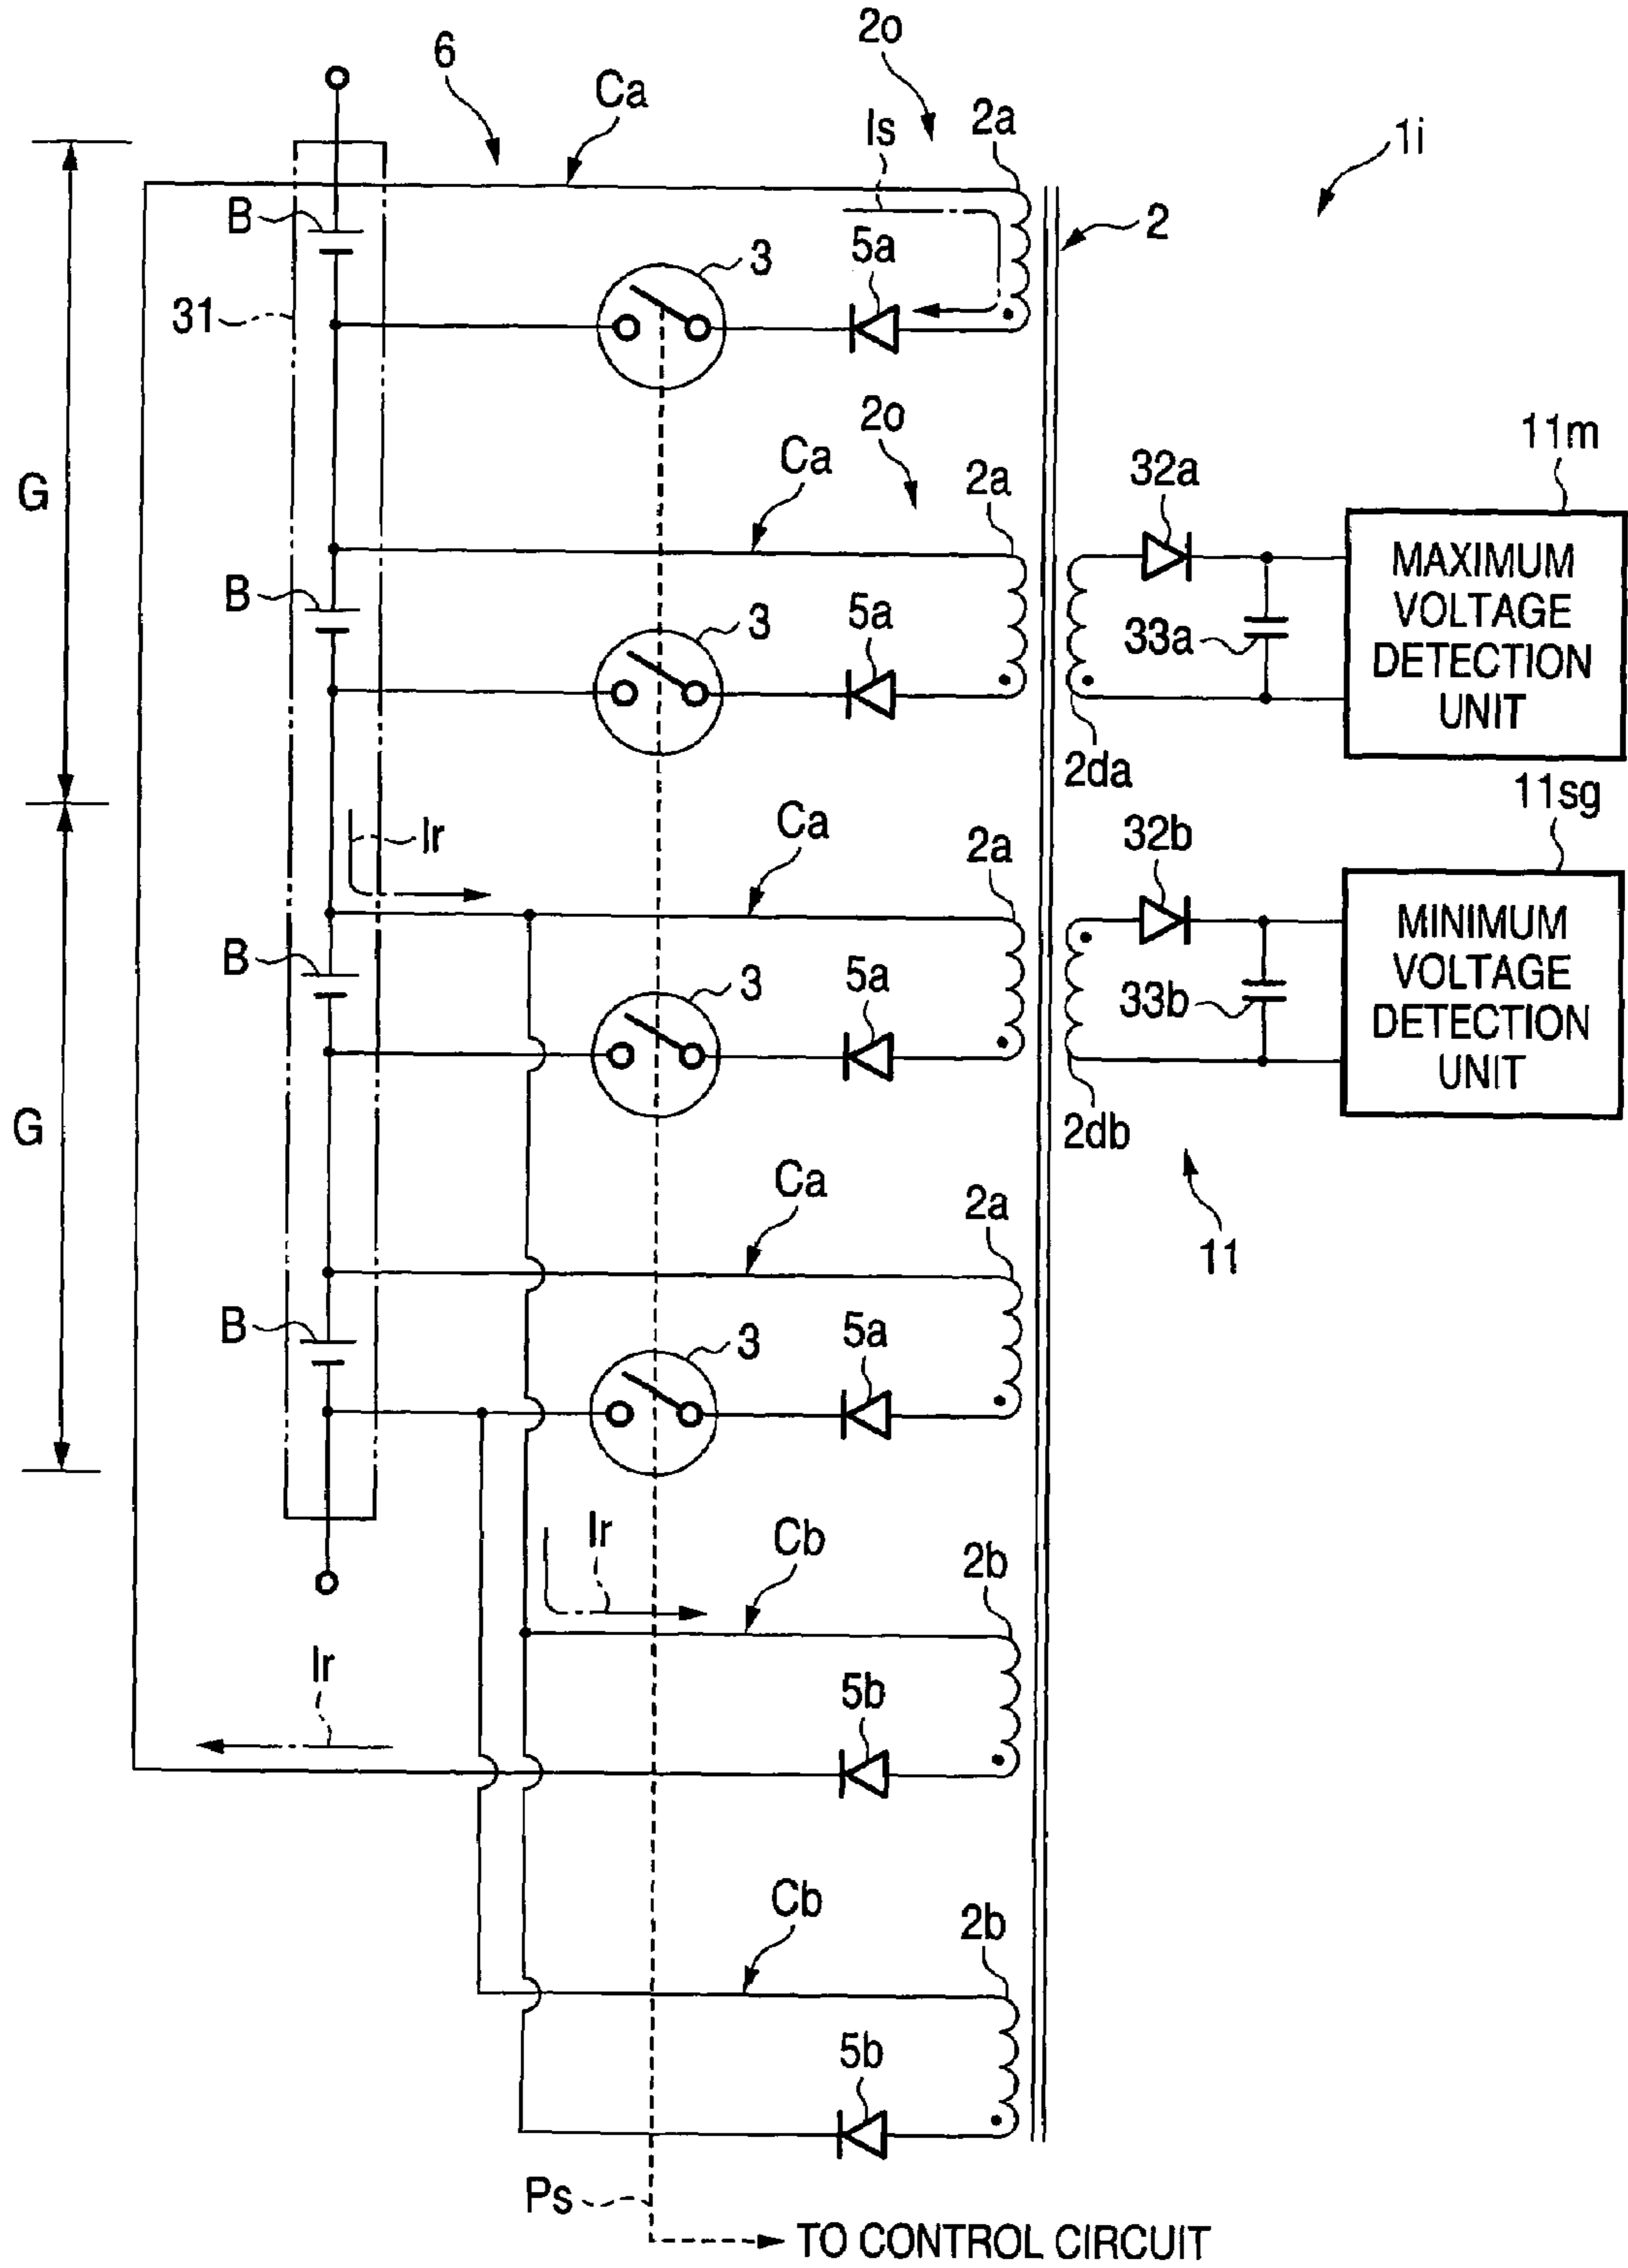 2o
6
Ca
2a
Is
1i
B
2
5a
3
31
2o
11m
Ca
32a
2a
G
MAXIMUM
VOLTAGE
DETECTION
UNIT
B
5a
3
33a
2da
11sg
Ca
Ir
32b
2a
MINIMUM
VOLTAGE
DETECTION
UNIT
B
5a
3
33b
G
2db
Ca
2a
11
B
5a
3
Ir
Cb
2b
Ir
5b
Cb
2b
5b
Ps
TO CONTROL CIRCUIT